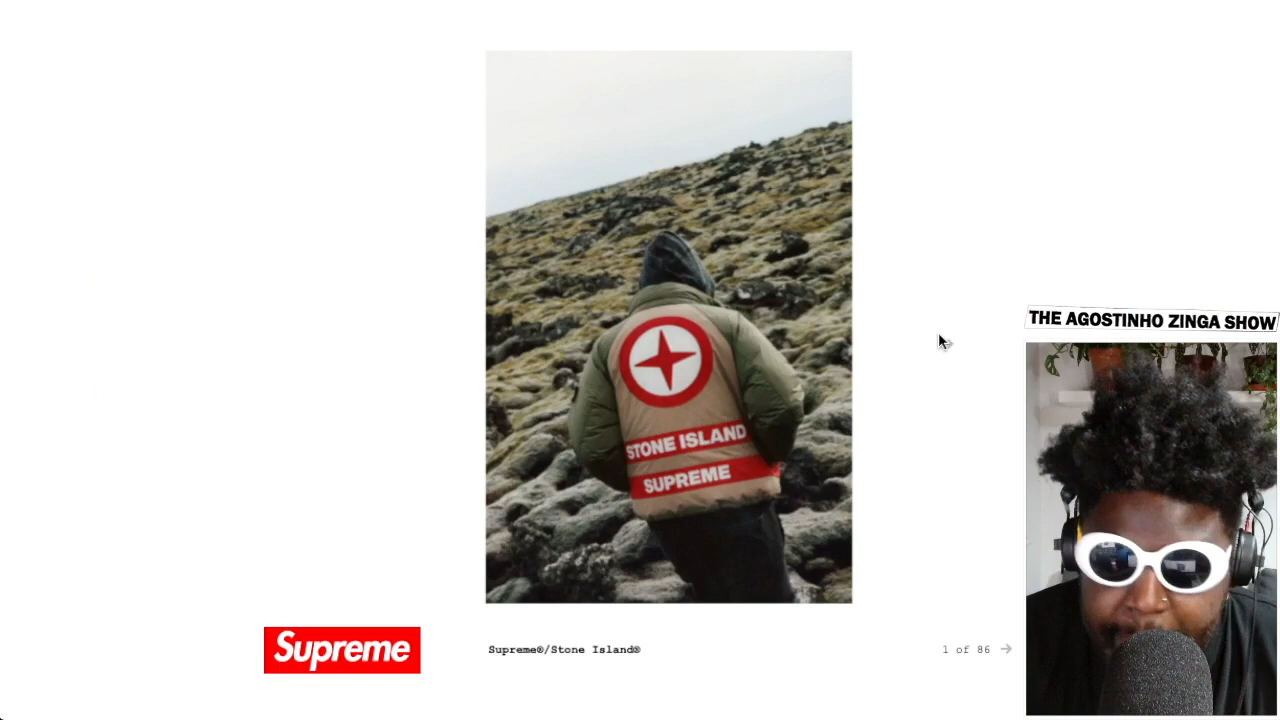 STONE ISLAND
SUPREME
THE AGOSTINHO ZINGA SHOW
Supreme
Supreme®/Stone Island®
1 of 86